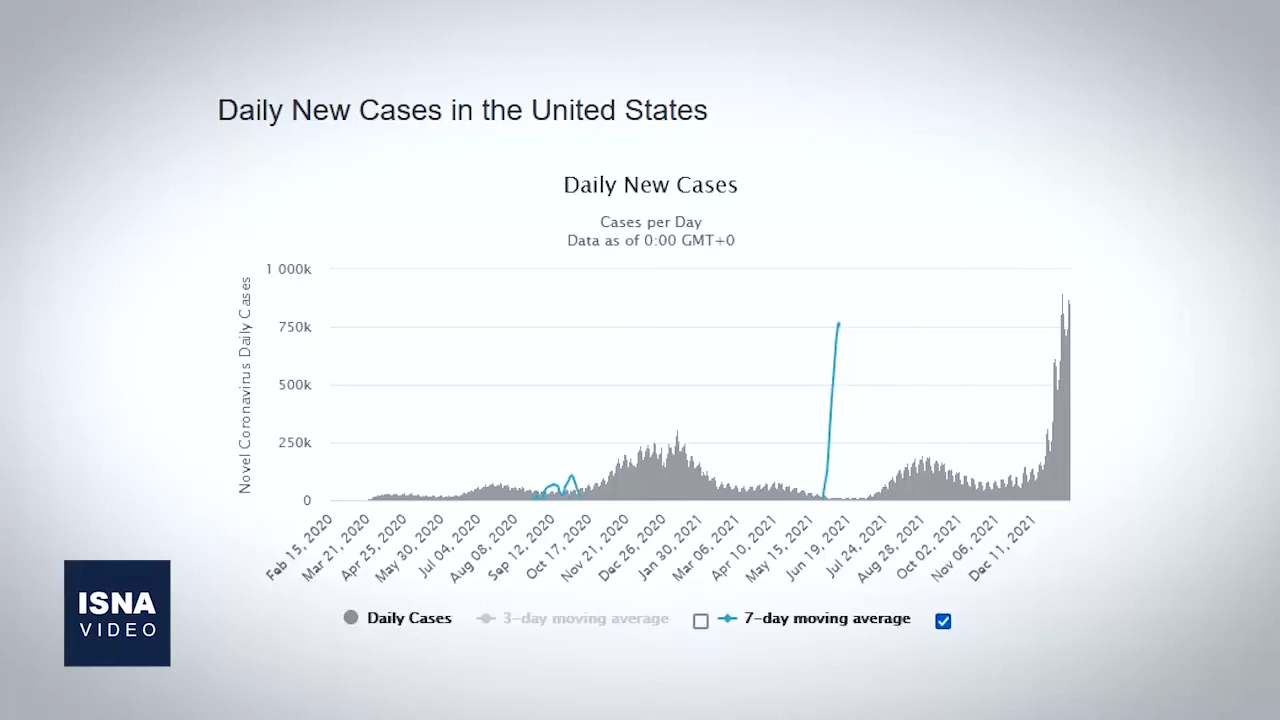 Daily New Cases in the United States
Daily New Cases
Cases per Day
Data as of 0:00 GMT+0
Novel Coronavirus Daily Cases
1 000k
750k
500k
250k
0
Feb 15, 2020
Mar 21, 2020
Apr 25, 2020
May 30, 2020
Jul 04, 2020
Aug 08, 2020
Sep 12, 2020
Oct 17, 2020
Nov 21, 2020
Dec 26, 2020
Jan 30, 2021
Mar 06, 2021
Apr 10, 2021
May 15, 2021
Jun 19, 2021
Jul 24, 2021
Aug 28, 2021
Oct 02, 2021
Nov 06, 2021
Dec 11, 2021
Daily Cases 3-day moving average 7-day moving average
ISNA
VIDEO